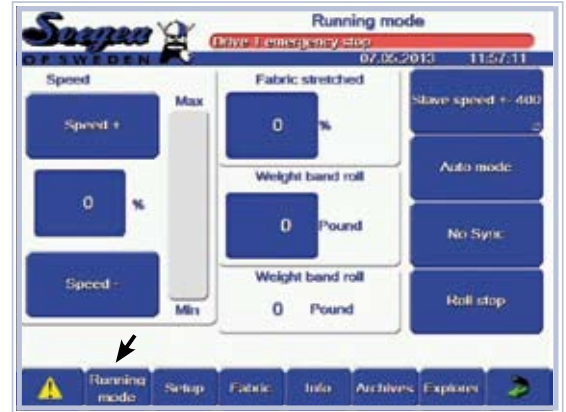 Running mode
Svegea
OF SWEDEN
Drive 1 emergency stop
07.05.2013 11:57:11
Speed
Speed +
0 %
Speed -
Max
Min
Fabric stretched
0 %
Weight band roll
0 Pound
Weight band roll
0 Pound
Slave speed +- 400
Auto mode
No Sync
Roll stop
Running mode
Setup
Fabric
Info
Archives
Explorer